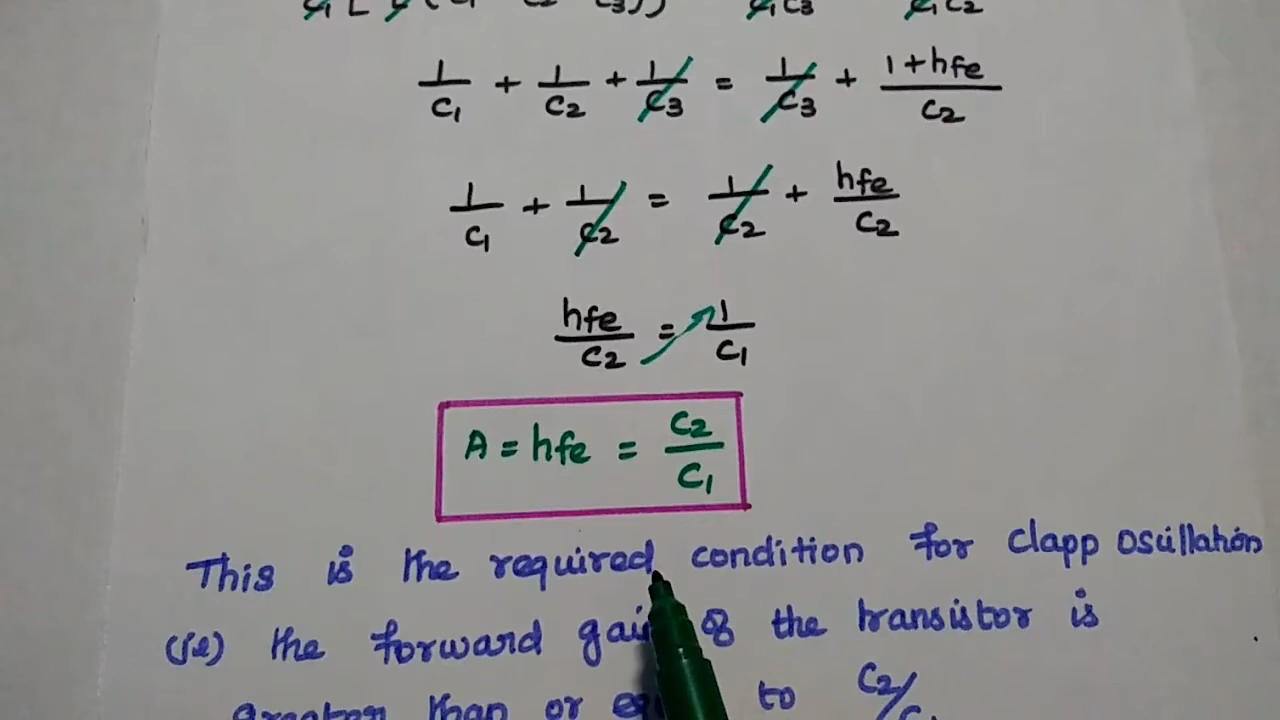 1/C1 + 1/C2 + 1/C3 = 1/C3 + 1+hfe/C2
1/C1 + 1/C2 = 1/C2 + hfe/C2
hfe/C2 = 1/C1
A = hfe = C2/C1
This is the required condition for clapp oscillation
(ie) the forward gain of the transistor is
greater than or to C2/